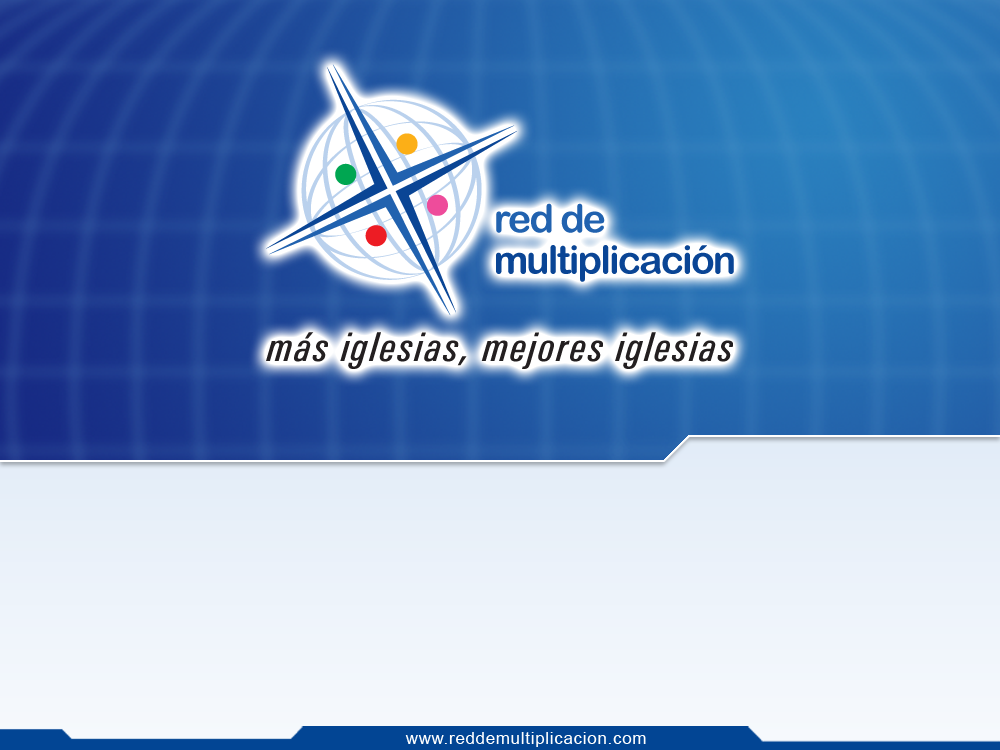 red de
multiplicación
más iglesias, mejores iglesias
www.reddemultiplicacion.com